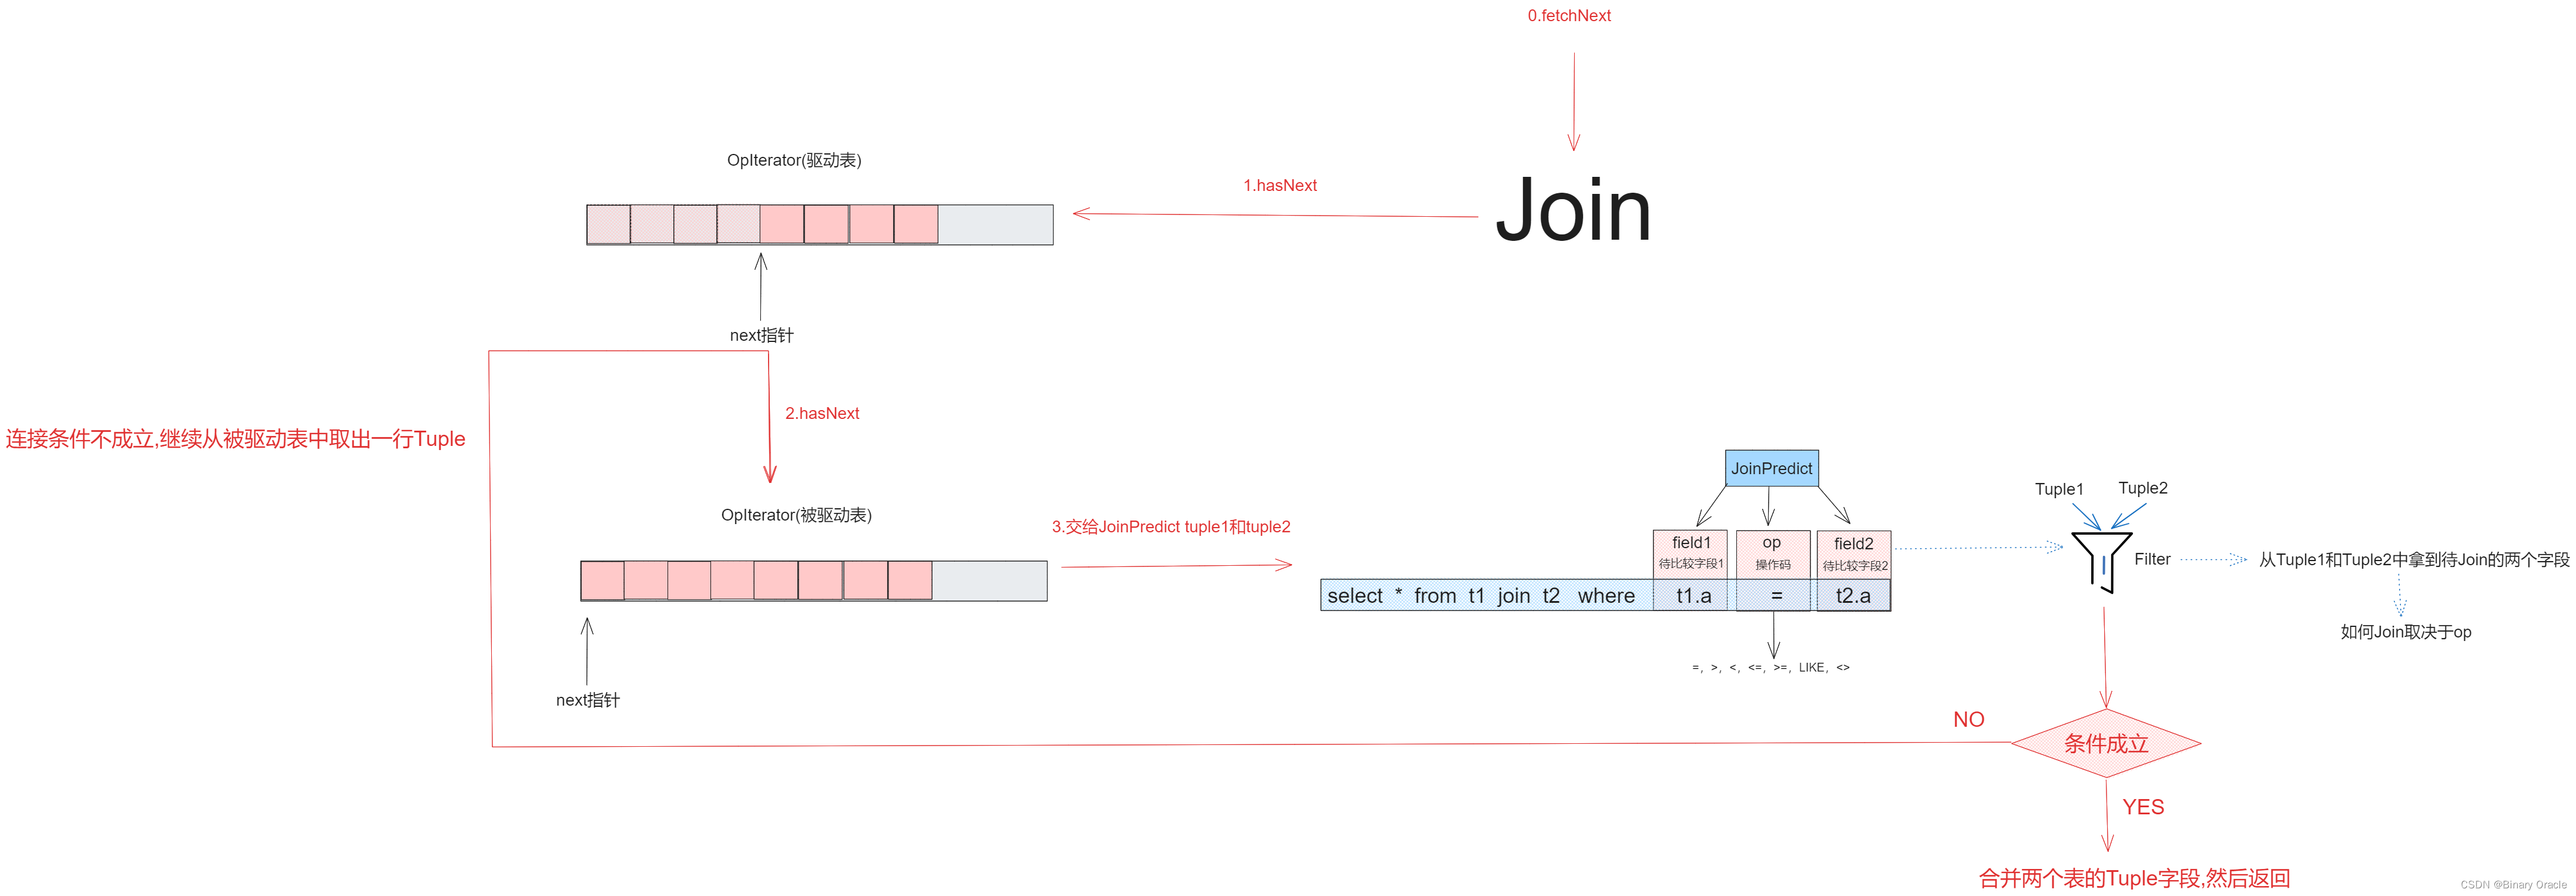 0.fetchNext
OpIterator(驱动表)
1.hasNext
Join
next指针
2.hasNext
连接条件不成立,继续从被驱动表中取出一行Tuple
OpIterator(被驱动表)
3.交给JoinPredict tuple1和tuple2
next指针
JoinPredict
field1
待比较字段1
op
操作码
field2
待比较字段2
select * from t1 join t2 where t1.a = t2.a
=, >, <, <=, >=, LIKE, <>
Tuple1
Tuple2
Filter
从Tuple1和Tuple2中拿到待Join的两个字段
如何Join取决于op
NO
条件成立
YES
合并两个表的Tuple字段,然后返回
CSDN @Binary Oracle